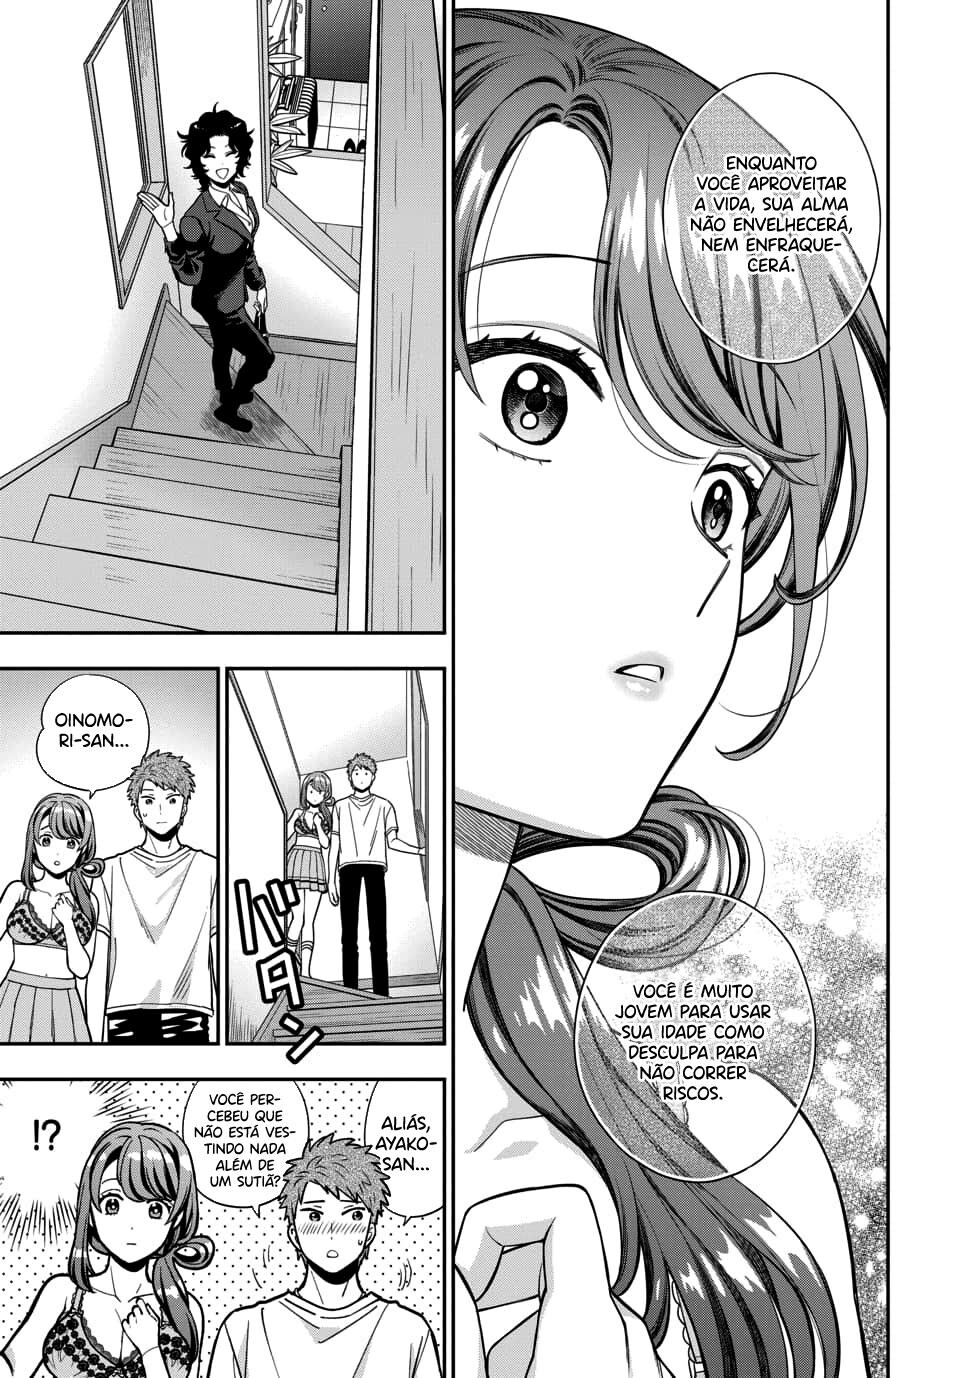 ENQUANTO
VOCÊ APROVEITAR
A VIDA, SUA ALMA
NÃO ENVELHECERÁ,
NEM ENFRAQUE-
CERÁ.
VOCÊ É MUITO
JOVEM PARA USAR
SUA IDADE COMO
DESCULPA PARA
NÃO CORRER
RISCOS.
バタン
OINOMO-
RI-SAN...
ALIÁS,
AYAKO-
SAN...
VOCÊ PER-
CEBEU QUE
NÃO ESTÁ VES-
TINDO NADA
ALÉM DE
UM SUTIÃ?
!?